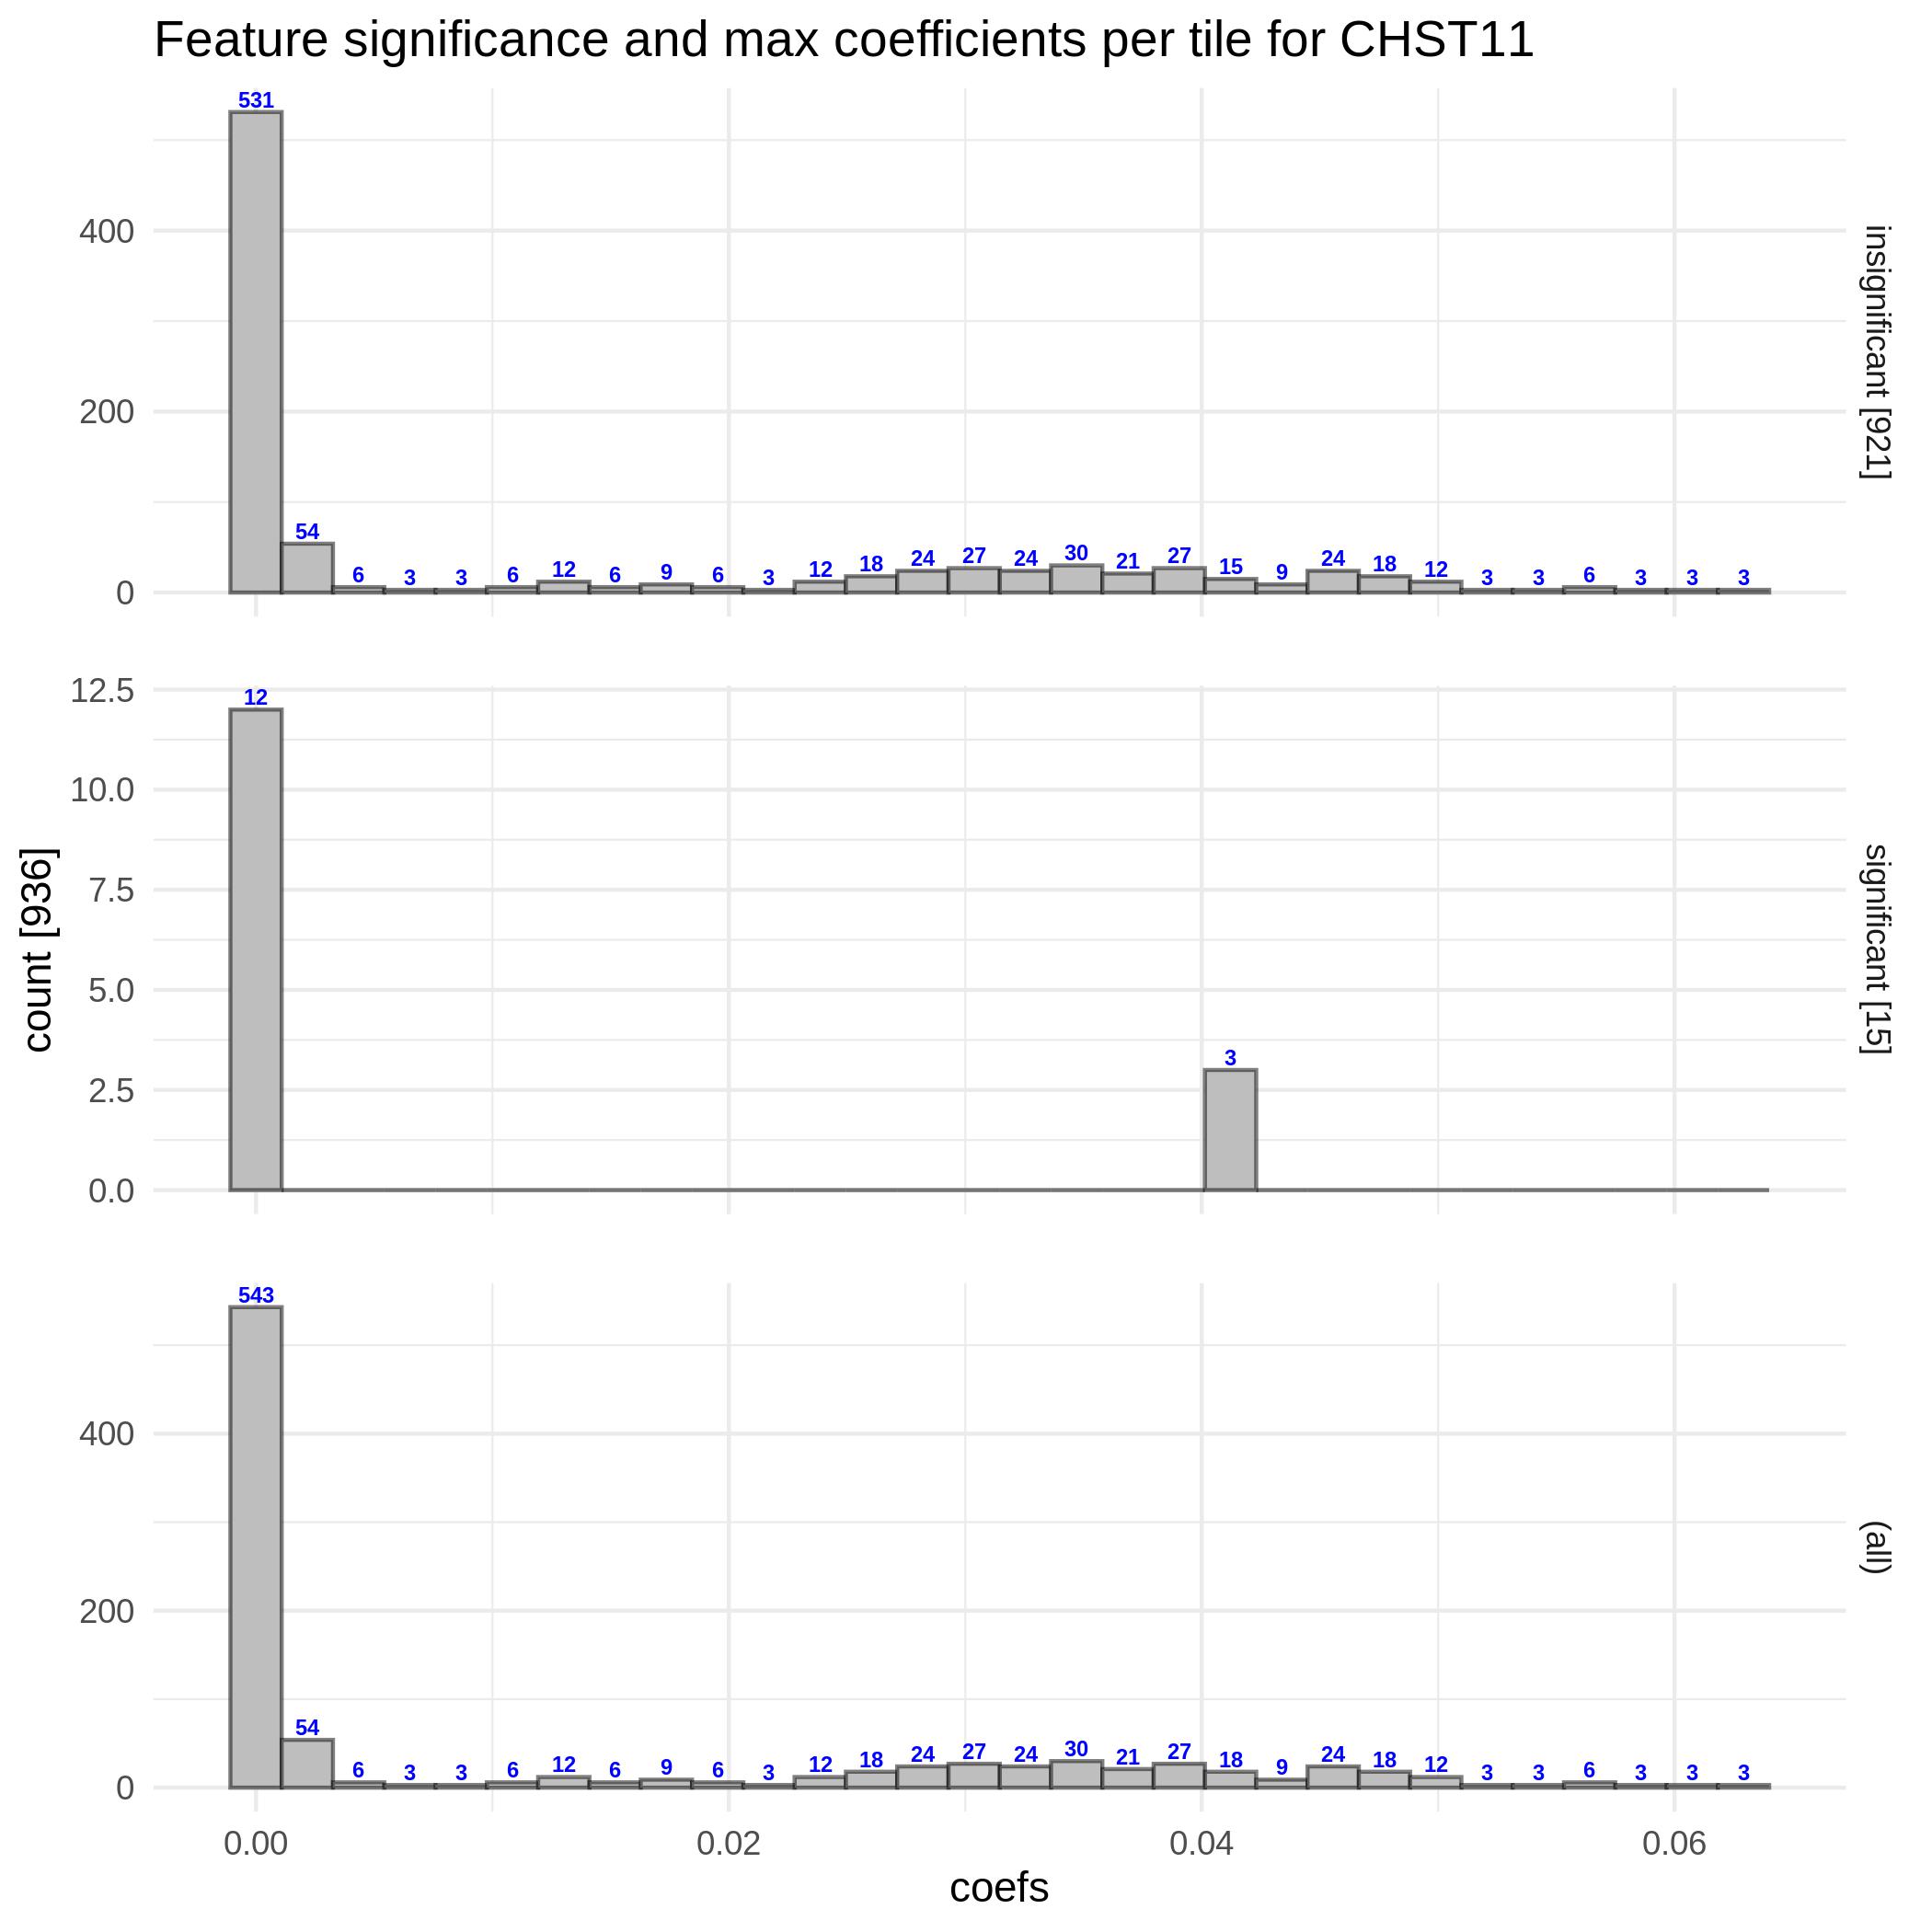 Feature significance and max coefficients per tile for CHST11
531
54 6 3 3 6 12 6 9 6 3 12 18 24 27 24 30 21 27 15 9 24 18 12 3 3 6 3 3 3
400
200
0
insignificant [921]
12.5
10.0
7.5
5.0
2.5
0.0
12
3
significant [15]
count [936]
543
54 6 3 3 6 12 6 9 6 3 12 18 24 27 24 30 21 27 18 9 24 18 12 3 3 6 3 3 3
400
200
0
(all)
0.00 0.02 0.04 0.06
coefs